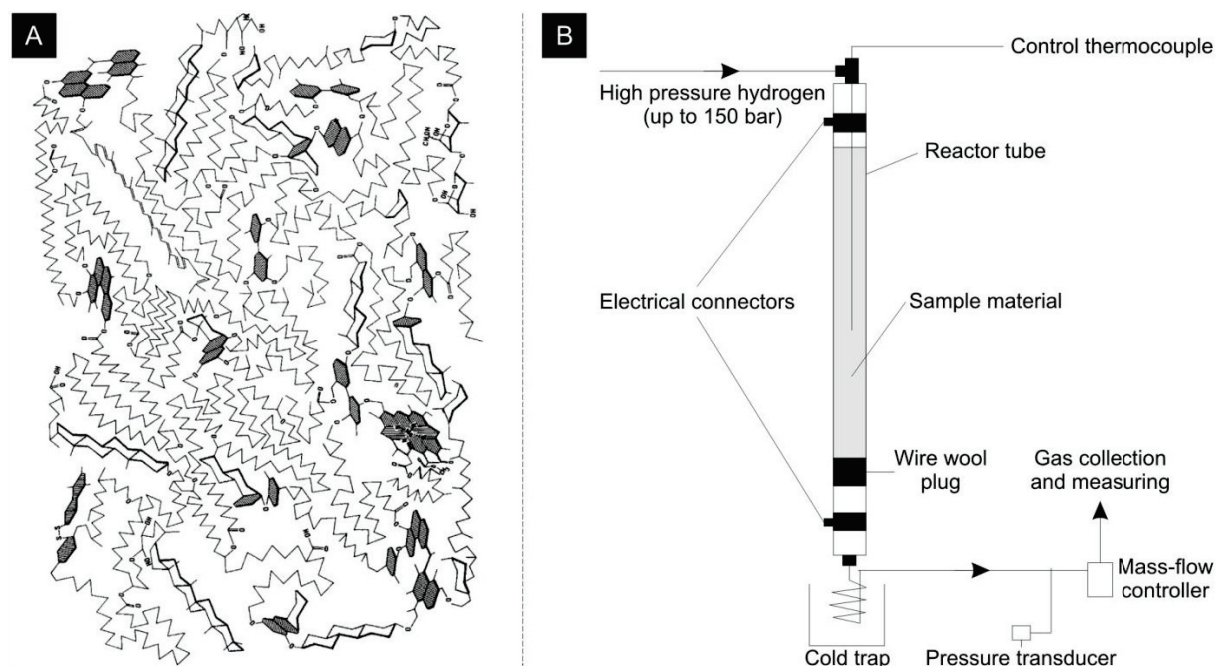 A
B
Control thermocouple
High pressure hydrogen
(up to 150 bar)
Reactor tube
Electrical connectors
Sample material
Wire wool
plug
Gas collection
and measuring
Mass-flow
controller
Cold trap
Pressure transducer